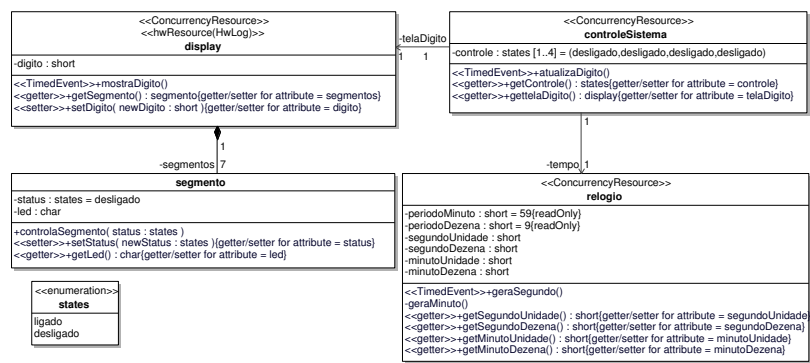 <<ConcurrencyResource>>
<<hwResource(HwLog)>>
display
-digito : short
<<TimedEvent>>+mostraDigito()
<<getter>>+getSegmento() : segmento{getter/setter for attribute = segmentos}
<<setter>>+setDigito( newDigito : short ){getter/setter for attribute = digito}
-telaDigito
1
1
<<ConcurrencyResource>>
controleSistema
-controle : states [1..4] = (desligado,desligado,desligado,desligado)
<<TimedEvent>>+atualizaDigito()
<<getter>>+getControle() : states{getter/setter for attribute = controle}
<<getter>>+gettelaDigito() : display{getter/setter for attribute = telaDigito}
1
-segmentos
7
1
-tempo
1
segmento
-status : states = desligado
-led : char
+controlaSegmento( status : states )
<<setter>>+setStatus( newStatus : states ){getter/setter for attribute = status}
<<getter>>+getLed() : char{getter/setter for attribute = led}
<<ConcurrencyResource>>
relogio
-periodoMinuto : short = 59{readOnly}
-periodoDezena : short = 9{readOnly}
-segundoUnidade : short
-segundoDezena : short
-minutoUnidade : short
-minutoDezena : short
<<TimedEvent>>+geraSegundo()
-geraMinuto()
<<getter>>+getSegundoUnidade() : short{getter/setter for attribute = segundoUnidade
<<getter>>+getSegundoDezena() : short{getter/setter for attribute = segundoDezena}
<<getter>>+getMinutoUnidade() : short{getter/setter for attribute = minutoUnidade}
<<getter>>+getMinutoDezena() : short{getter/setter for attribute = minutoDezena}
<<enumeration>>
states
ligado
desligado